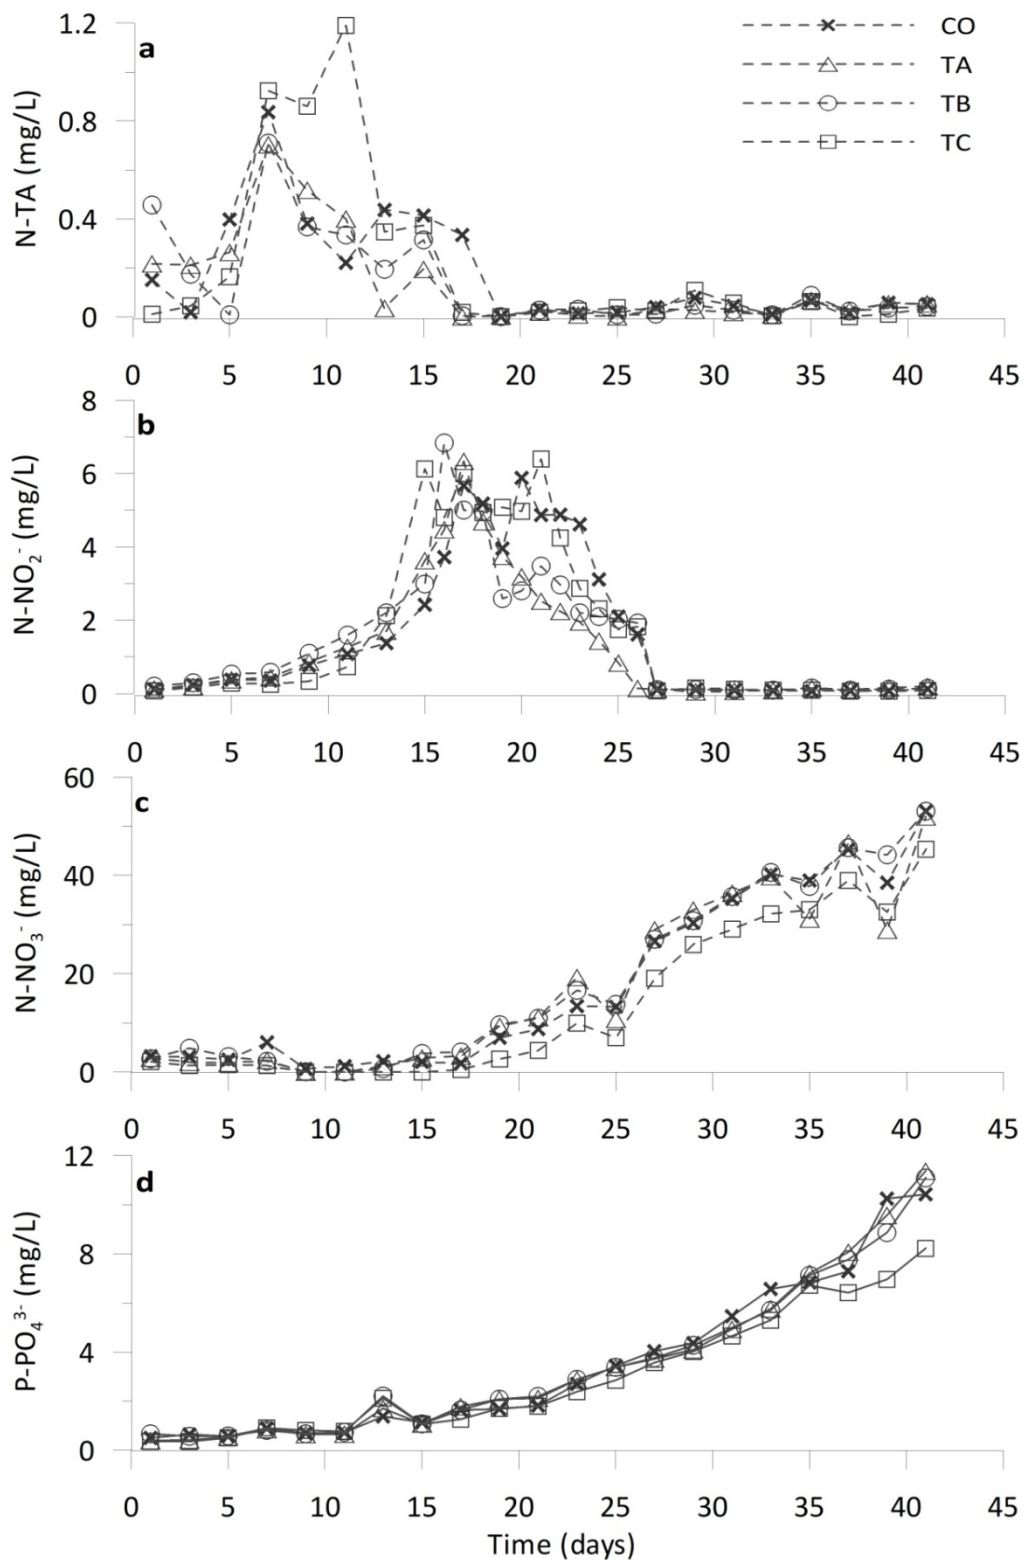 1.2
a
CO
TA
0.8
TB
N-TA (mg/L)
TC
0.4
0
0 5 10 15 20 25 30 35 40 45
8
b
6
N-NO₂⁻ (mg/L)
4
2
0
0 5 10 15 20 25 30 35 40 45
60
c
40
N-NO₃⁻ (mg/L)
20
0
0 5 10 15 20 25 30 35 40 45
12
d
8
P-PO₄³⁻ (mg/L)
4
0
0 5 10 15 20 25 30 35 40 45
Time (days)